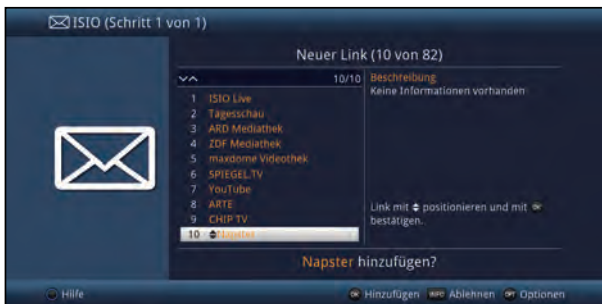 ISIO (Schritt 1 von 1)
Neuer Link (10 von 82)
10/10
1 ISIO Live
2 Tagesschau
3 ARD Mediathek
4 ZDF Mediathek
5 maxdome Videothek
6 SPIEGEL.TV
7 YouTube
8 ARTE
9 CHIP TV
10 Napster
Beschreibung
Keine Informationen vorhanden
Link mit positionieren und mit OK
bestätigen.
Napster hinzufügen?
Hilfe
OK Hinzufügen INFO Ablehnen OPT Optionen